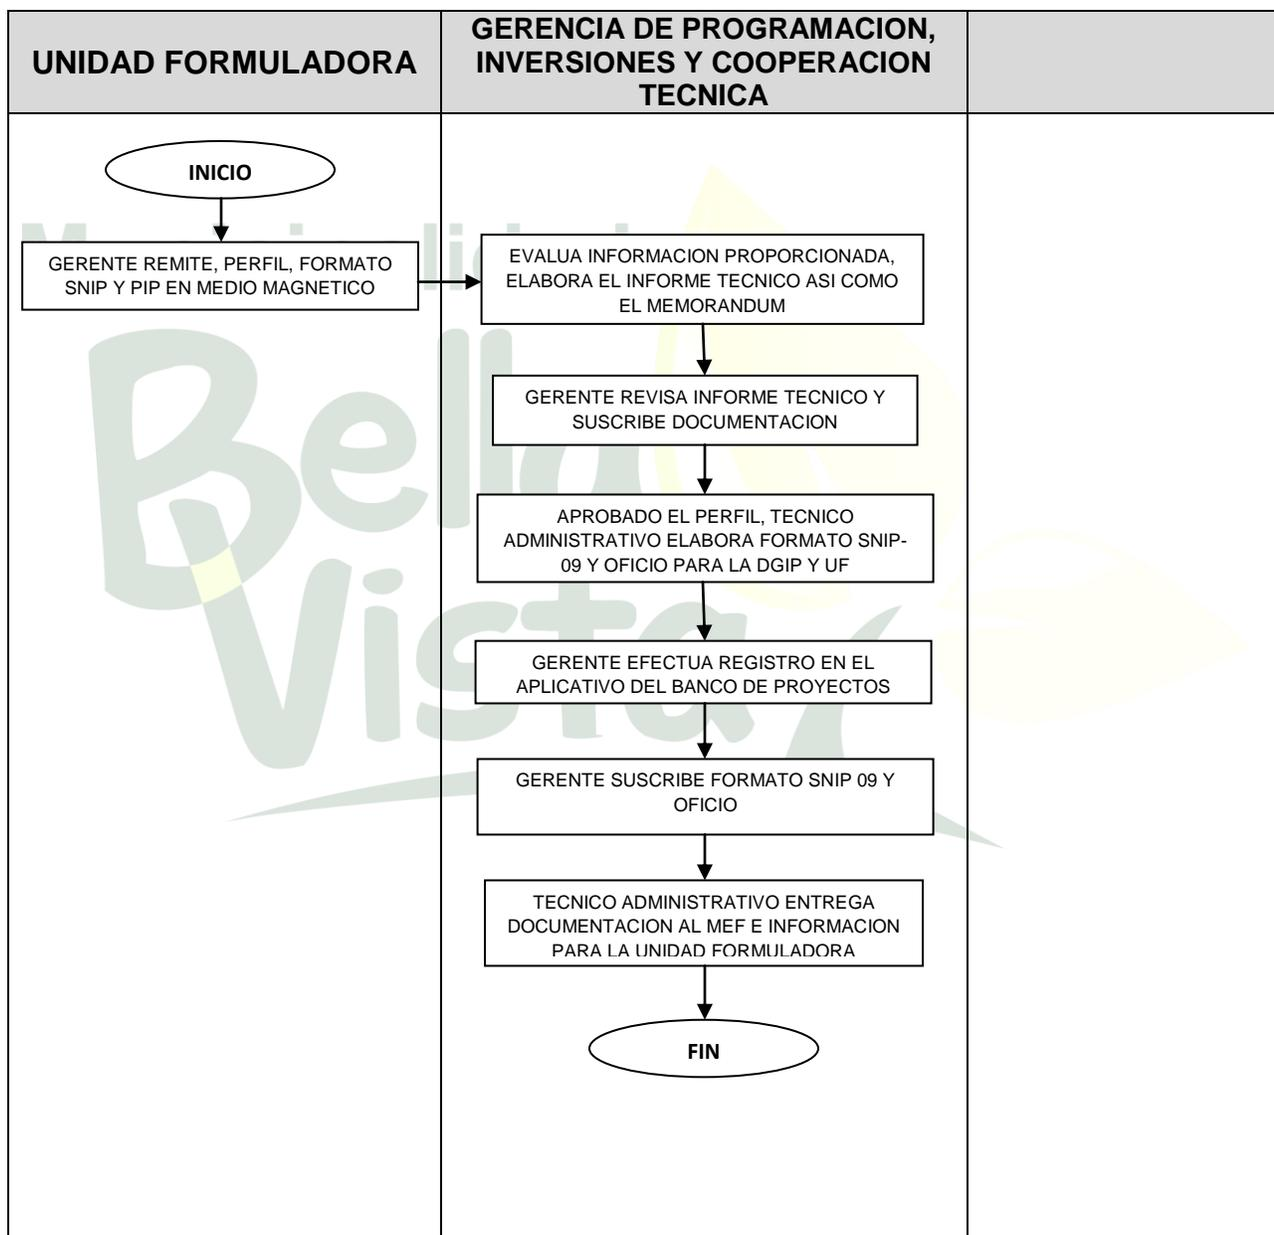 UNIDAD FORMULADORA
GERENCIA DE PROGRAMACION,
INVERSIONES Y COOPERACION
TECNICA
INICIO
GERENTE REMITE, PERFIL, FORMATO
SNIP Y PIP EN MEDIO MAGNETICO
EVALUA INFORMACION PROPORCIONADA,
ELABORA EL INFORME TECNICO ASI COMO
EL MEMORANDUM
GERENTE REVISA INFORME TECNICO Y
SUSCRIBE DOCUMENTACION
APROBADO EL PERFIL, TECNICO
ADMINISTRATIVO ELABORA FORMATO SNIP-
09 Y OFICIO PARA LA DGIP Y UF
GERENTE EFECTUA REGISTRO EN EL
APLICATIVO DEL BANCO DE PROYECTOS
GERENTE SUSCRIBE FORMATO SNIP 09 Y
OFICIO
TECNICO ADMINISTRATIVO ENTREGA
DOCUMENTACION AL MEF E INFORMACION
PARA LA UNIDAD FORMULADORA
FIN
Bella
Vista